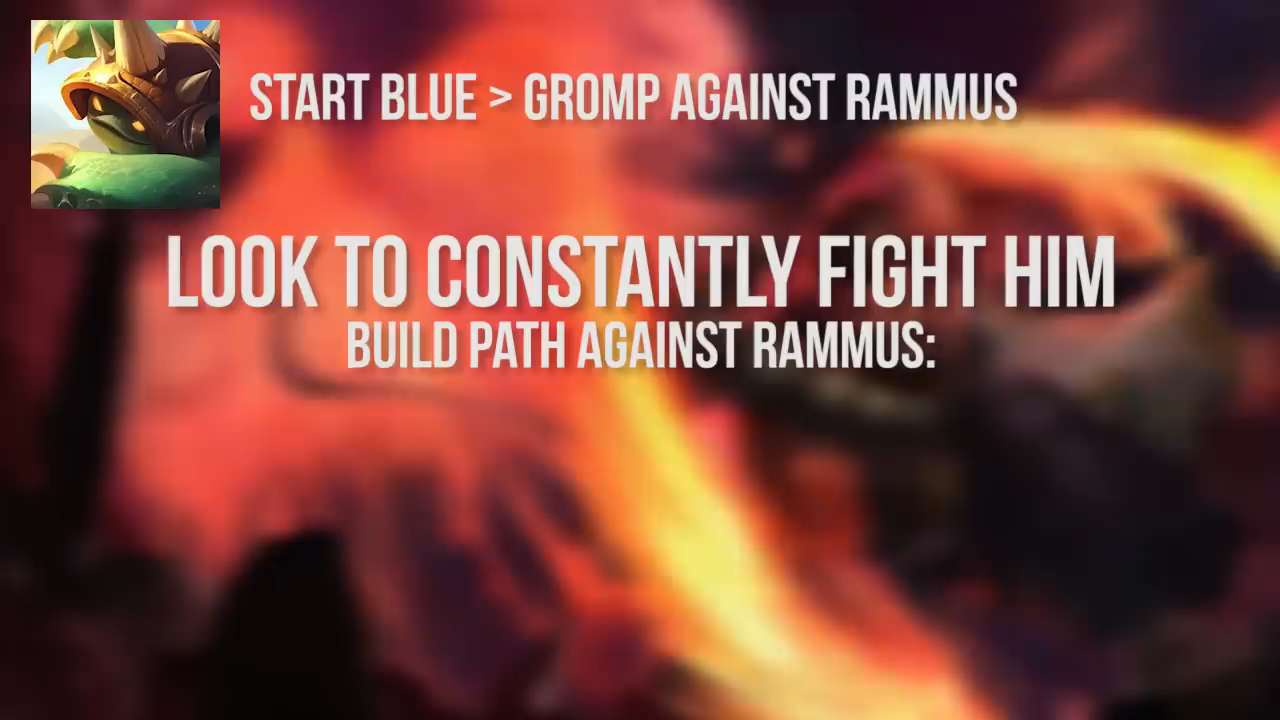 START BLUE > GROMP AGAINST RAMMUS
LOOK TO CONSTANTLY FIGHT HIM
BUILD PATH AGAINST RAMMUS: